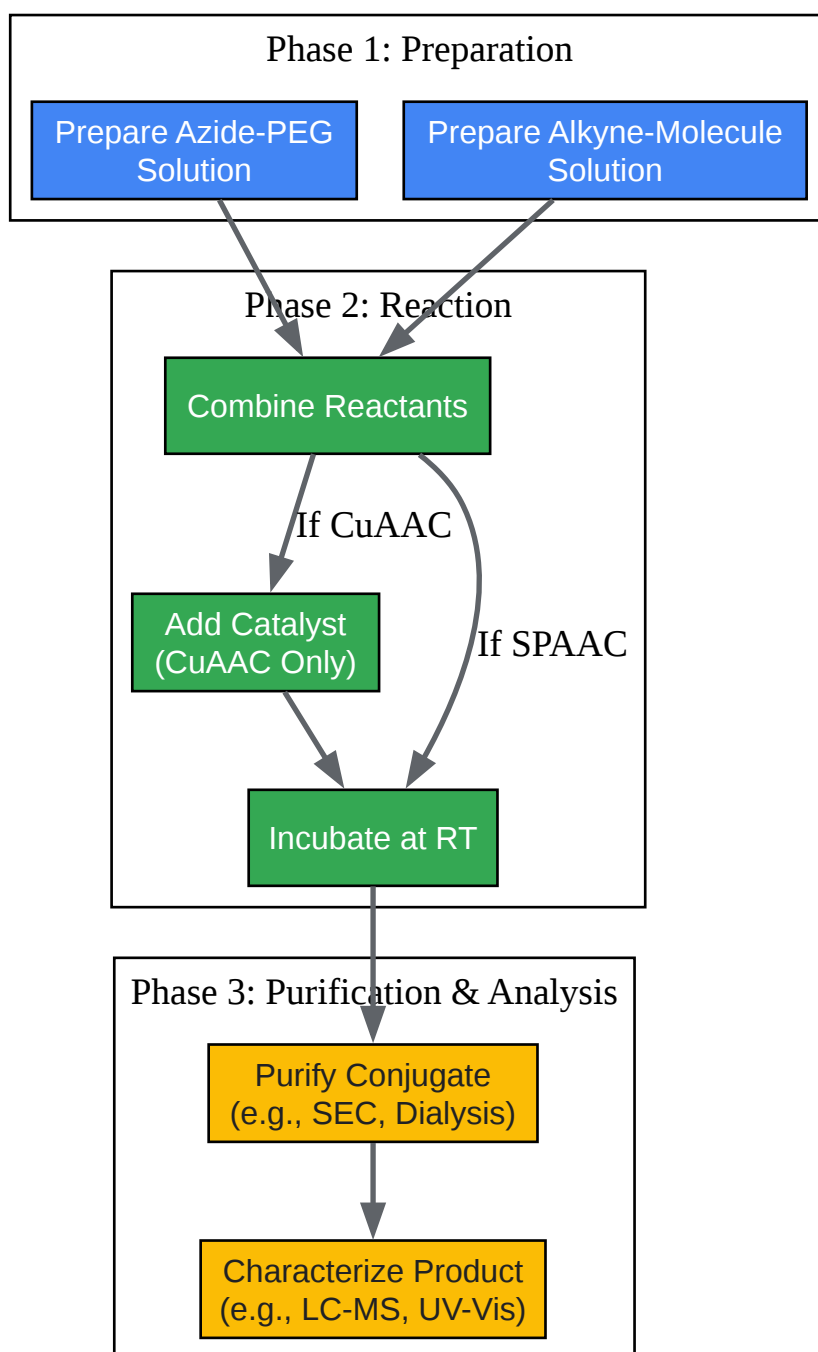 Phase 1: Preparation
Prepare Azide-PEG
Solution
Prepare Alkyne-Molecule
Solution
Phase 2: Reaction
Combine Reactants
If CuAAC
Add Catalyst
(CuAAC Only)
If SPAAC
Incubate at RT
Phase 3: Purification & Analysis
Purify Conjugate
(e.g., SEC, Dialysis)
Characterize Product
(e.g., LC-MS, UV-Vis)